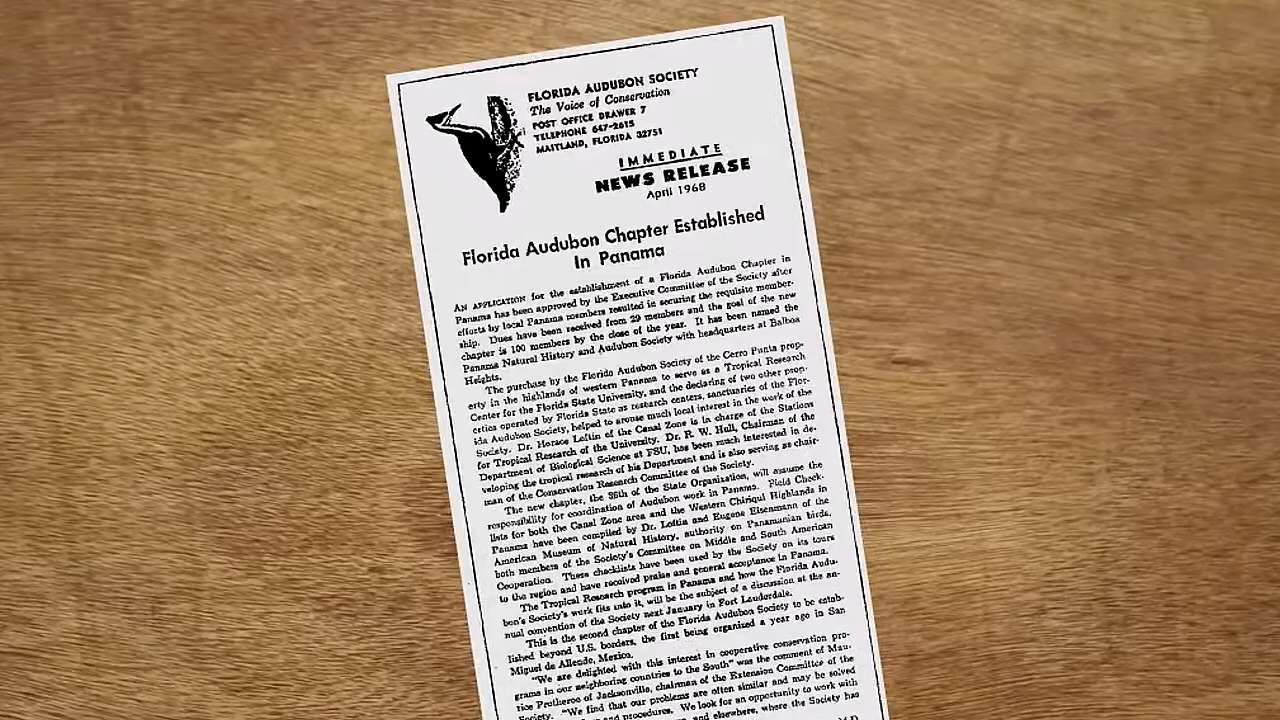 FLORIDA AUDUBON SOCIETY
The Voice of Conservation
POST OFFICE DRAWER 7
TELEPHONE 647-2615
MAITLAND, FLORIDA 32751
IMMEDIATE
NEWS RELEASE
April 1968
Florida Audubon Chapter Established
In Panama
AN APPLICATION for the establishment of a Florida Audubon Chapter in
Panama has been approved by the Executive Committee of the Society after
efforts by local Panama members resulted in securing the requisite member-
ship. Dues have been received from 29 members and the goal of the new
chapter is 100 members by the close of the year. It has been named the
Panama Natural History and Audubon Society with headquarters at Balboa
Heights.
The purchase by the Florida Audubon Society of the Cerro Punta prop-
erty in the highlands of western Panama to serve as a Tropical Research
Center for the Florida State University, and the declaring of two other prop-
erties operated by Florida State as research centers, sanctuaries of the Flor-
ida Audubon Society, helped to arouse much local interest in the work of the
Society. Dr. Horace Loftin of the Canal Zone is in charge of the Stations
for Tropical Research of the University. Dr. R. W. Hull, Chairman of the
Department of Biological Science at FSU, has been much interested in de-
veloping the tropical research of his Department and is also serving as chair-
man of the Conservation Research Committee of the Society.
The new chapter, the 35th of the State Organization, will assume the
responsibility for coordination of Audubon work in Panama. Field Check-
lists for both the Canal Zone area and the Western Chiriqui Highlands in
Panama have been compiled by Dr. Loftin and Eugene Eisenmann of the
American Museum of Natural History, authority on Panamanian birds,
both members of the Society's Committee on Middle and South American
Cooperation. These checklists have been used by the Society on its tours
to the region and have received praise and general acceptance in Panama.
The Tropical Research program in Panama and how the Florida Audu-
bon's Society's work fits into it, will be the subject of a discussion at the an-
nual convention of the Society next January in Fort Lauderdale.
This is the second chapter of the Florida Audubon Society to be estab-
lished beyond U.S. borders, the first being organized a year ago in San
Miguel de Allende, Mexico.
"We are delighted with this interest in cooperative conservation pro-
grams in our neighboring countries to the South" was the comment of Mau-
rice Protheroe of Jacksonville, chairman of the Extension Committee of the
Society. "We find that our problems are often similar and may be solved
and procedures. We look for an opportunity to work with
and elsewhere, where the Society has